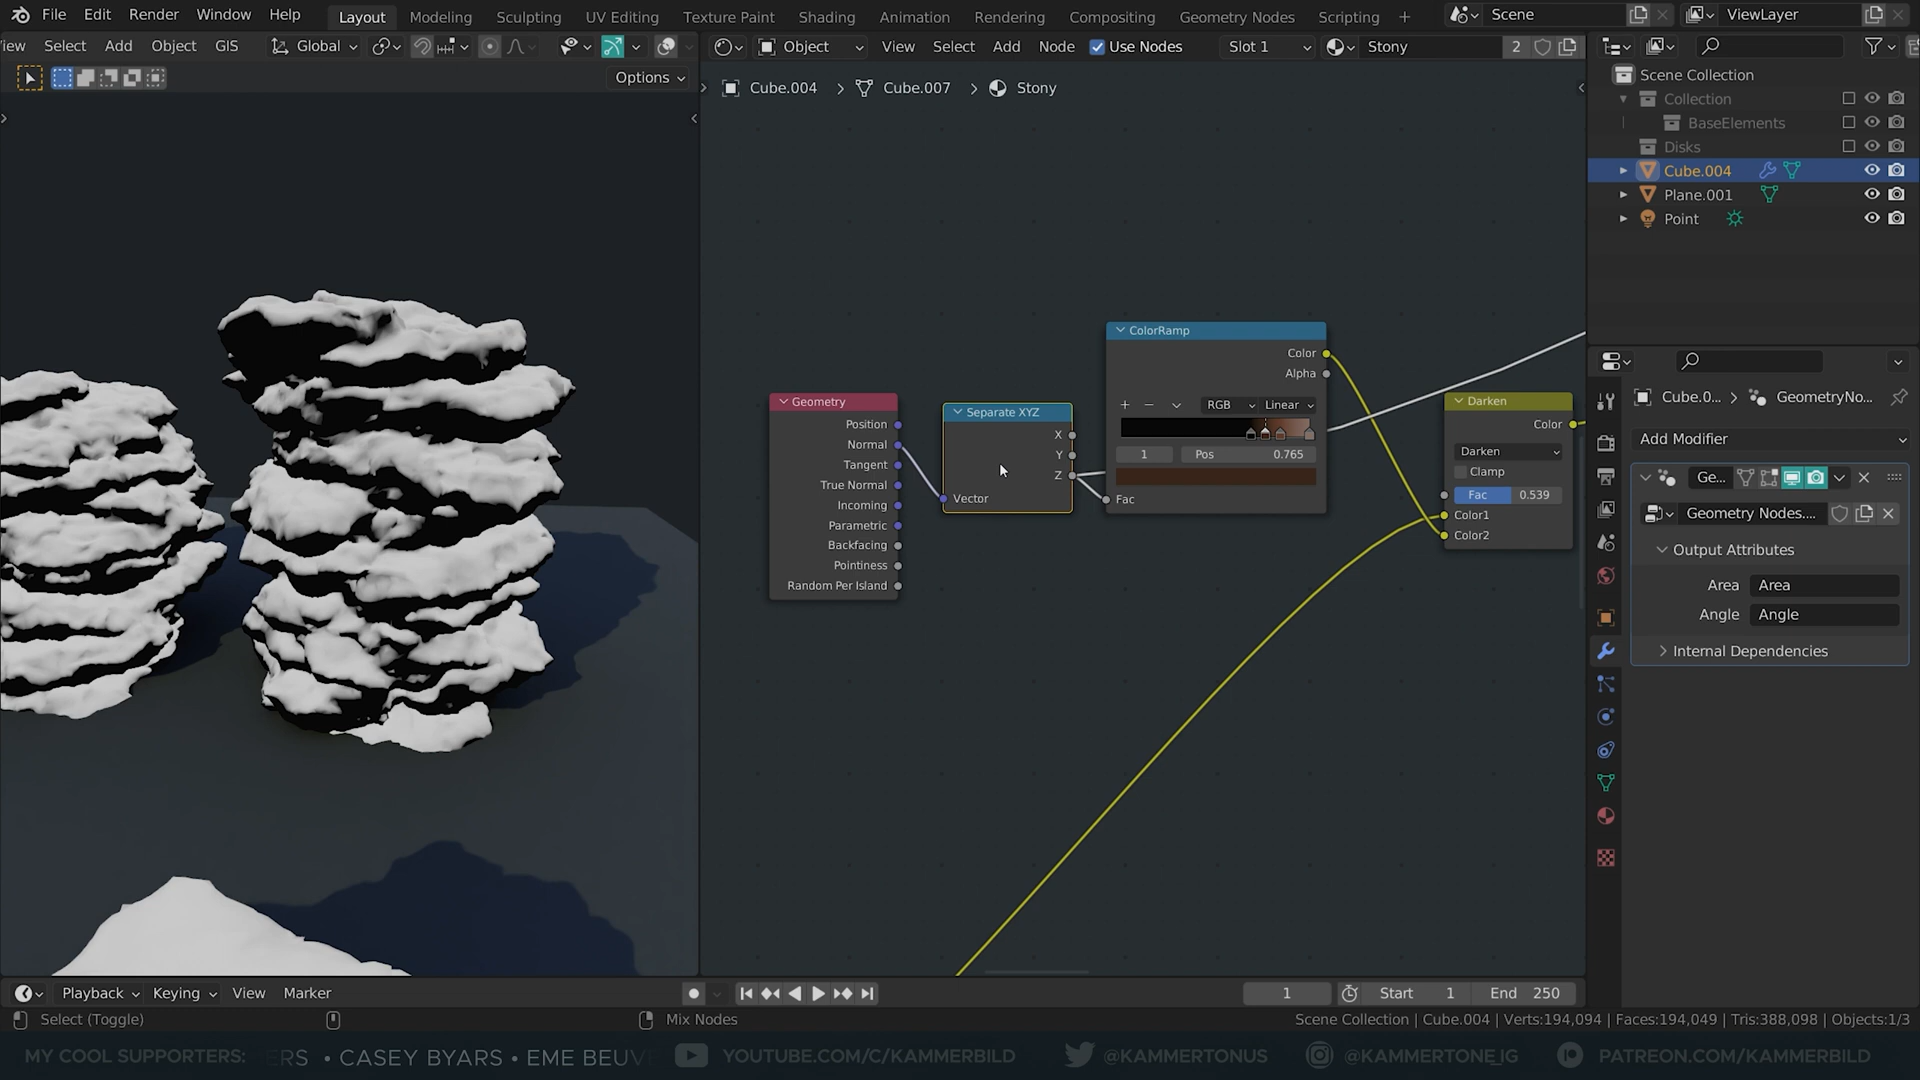 File Edit Render Window Help Layout Modeling Sculpting UV Editing Texture Paint Shading Animation Rendering Compositing Geometry Nodes Scripting + Scene ViewLayer
iew Select Add Object GIS Global Object View Select Add Node Use Nodes Slot 1 Stony 2
Options
Cube.004 > Cube.007 > Stony
Scene Collection
Collection
BaseElements
Disks
Cube.004
Plane.001
Point
ColorRamp
Color
Alpha
RGB Linear
1 Pos 0.765
Fac
Geometry
Position
Normal
Tangent
True Normal
Incoming
Parametric
Backfacing
Pointiness
Random Per Island
Separate XYZ
X
Y
Z
Vector
Darken
Color
Darken
Clamp
Fac 0.539
Color1
Color2
Cube.0... > GeometryNo...
Add Modifier
Ge...
Geometry Nodes....
Output Attributes
Area Area
Angle Angle
Internal Dependencies
Playback Keying View Marker 1 Start 1 End 250
Select (Toggle) Mix Nodes Scene Collection | Cube.004 | Verts:194,094 | Faces:194,049 | Tris:388,098 | Objects:1/3
MY COOL SUPPORTERS: ERS • CASEY BYARS • EME BEUV YOUTUBE.COM/C/KAMMERBILD @KAMMERTONUS @KAMMERTONE_IG PATREON.COM/KAMMERBILD